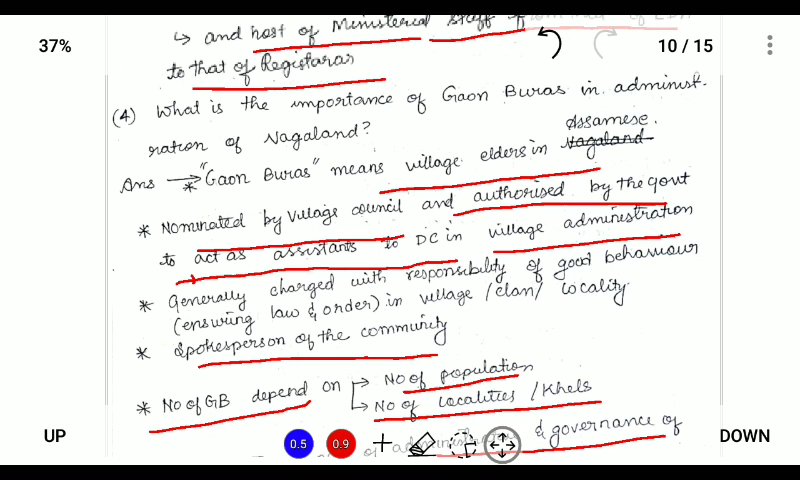 37%
10 / 15
↳ and host of Ministerial staff
to that of Registaras
(4) What is the importance of Gaon Buras in administ-
ration of Nagaland?
Assamese.
Ans → "Gaon Buras" means village elders in Nagaland
* Nominated by village council and authorised by the govt
to act as assistants to DC in village administration
* Generally charged with responsibility of good behaviour
(ensuring law & order) in village / clan / locality
* Spokesperson of the community
* No of GB depend on → No of population
→ No of localities / Khels
UP
0.5
0.9
& governance of
DOWN